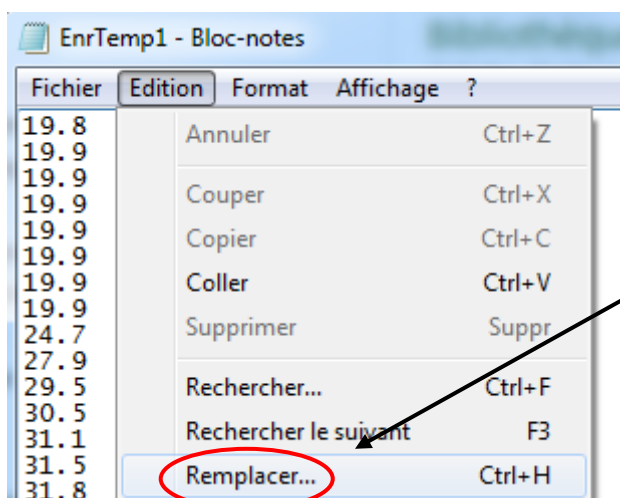 EnrTemp1 - Bloc-notes
Fichier Edition Format Affichage ?
19.8
19.9
19.9
19.9
19.9
19.9
19.9
19.9
24.7
27.9
29.5
30.5
31.1
31.5
31.8
Annuler Ctrl+Z
Couper Ctrl+X
Copier Ctrl+C
Coller Ctrl+V
Supprimer Suppr
Rechercher... Ctrl+F
Rechercher le suivant F3
Remplacer... Ctrl+H